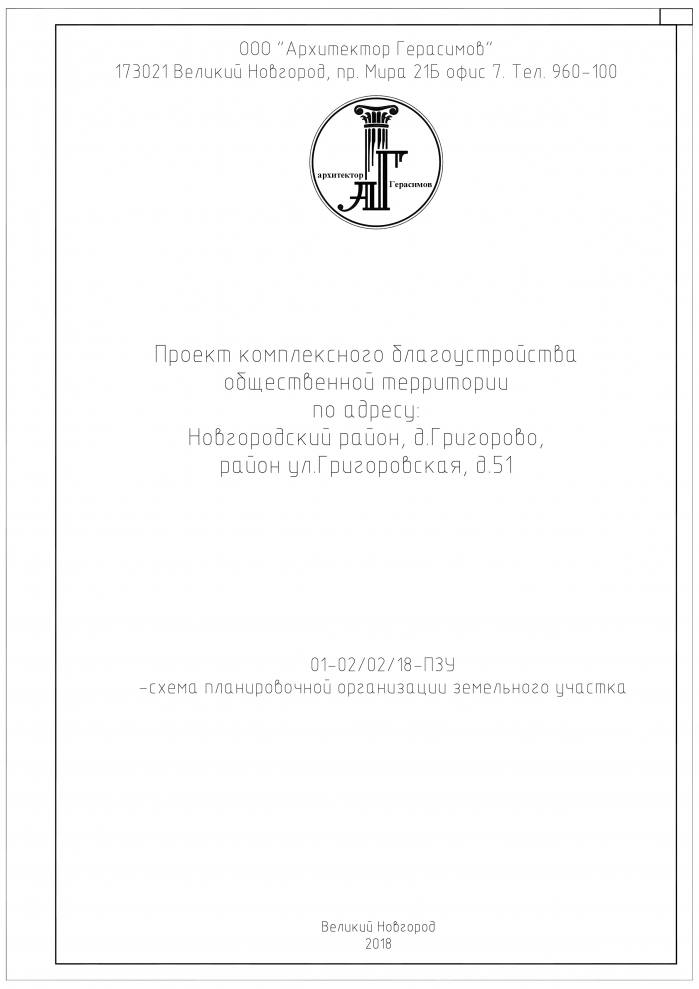 ООО "Архитектор Герасимов"
173021 Великий Новгород, пр. Мира 21Б офис 7. Тел. 960-100
архитектор
Герасимов
Проект комплексного благоустройства
общественной территории
по адресу:
Новгородский район, д.Григорово,
район ул.Григоровская, д.51
01-02/02/18-ПЗУ
-схема планировочной организации земельного участка
Великий Новгород
2018